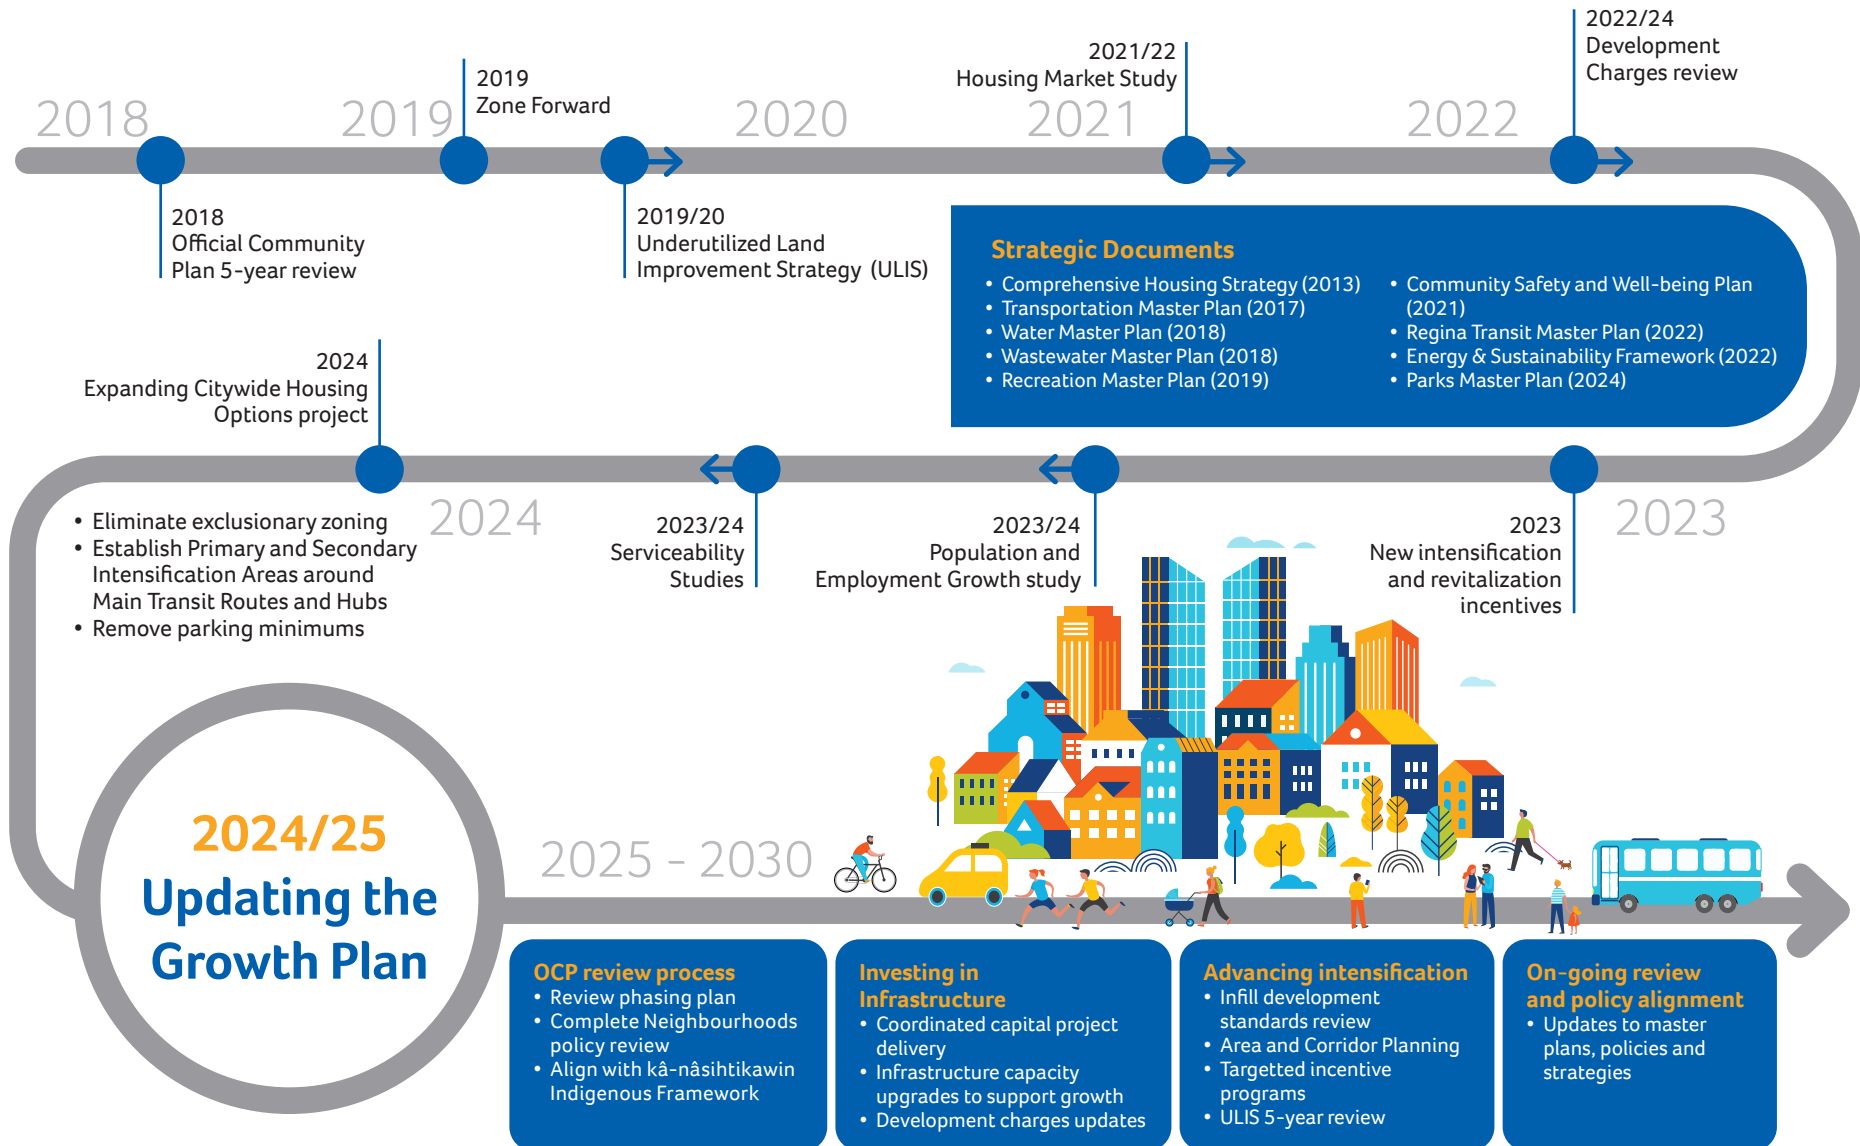 2018
2019
2020
2021
2022
2019
Zone Forward
2021/22
Housing Market Study
2022/24
Development
Charges review
2018
Official Community
Plan 5-year review
2019/20
Underutilized Land
Improvement Strategy (ULIS)
Strategic Documents
• Comprehensive Housing Strategy (2013)
• Transportation Master Plan (2017)
• Water Master Plan (2018)
• Wastewater Master Plan (2018)
• Recreation Master Plan (2019)
• Community Safety and Well-being Plan
(2021)
• Regina Transit Master Plan (2022)
• Energy & Sustainability Framework (2022)
• Parks Master Plan (2024)
2023
2023
New intensification
and revitalization
incentives
2023/24
Population and
Employment Growth study
2023/24
Serviceability
Studies
2024
2024
Expanding Citywide Housing
Options project
• Eliminate exclusionary zoning
• Establish Primary and Secondary
Intensification Areas around
Main Transit Routes and Hubs
• Remove parking minimums
2024/25
Updating the
Growth Plan
2025 - 2030
OCP review process
• Review phasing plan
• Complete Neighbourhoods
policy review
• Align with kâ-nâsihtikawin
Indigenous Framework
Investing in
Infrastructure
• Coordinated capital project
delivery
• Infrastructure capacity
upgrades to support growth
• Development charges updates
Advancing intensification
• Infill development
standards review
• Area and Corridor Planning
• Targetted incentive
programs
• ULIS 5-year review
On-going review
and policy alignment
• Updates to master
plans, policies and
strategies